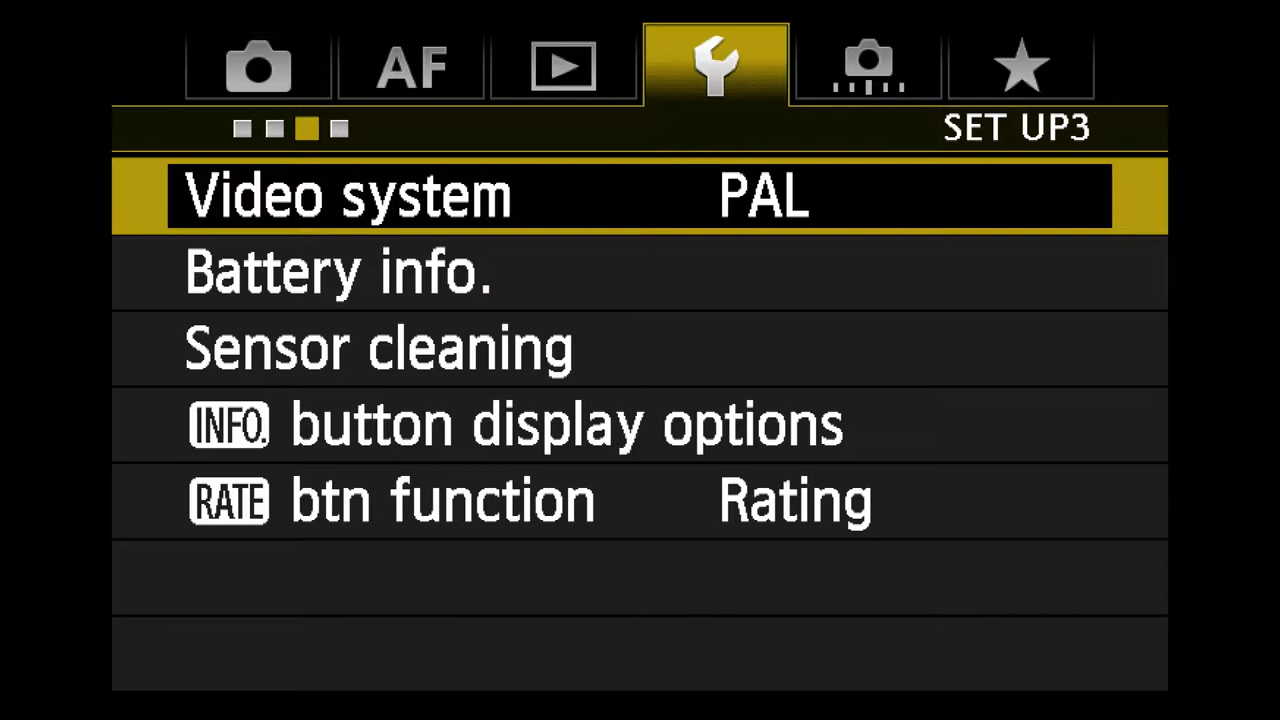 AF
SET UP3
Video system PAL
Battery info.
Sensor cleaning
INFO. button display options
RATE btn function Rating